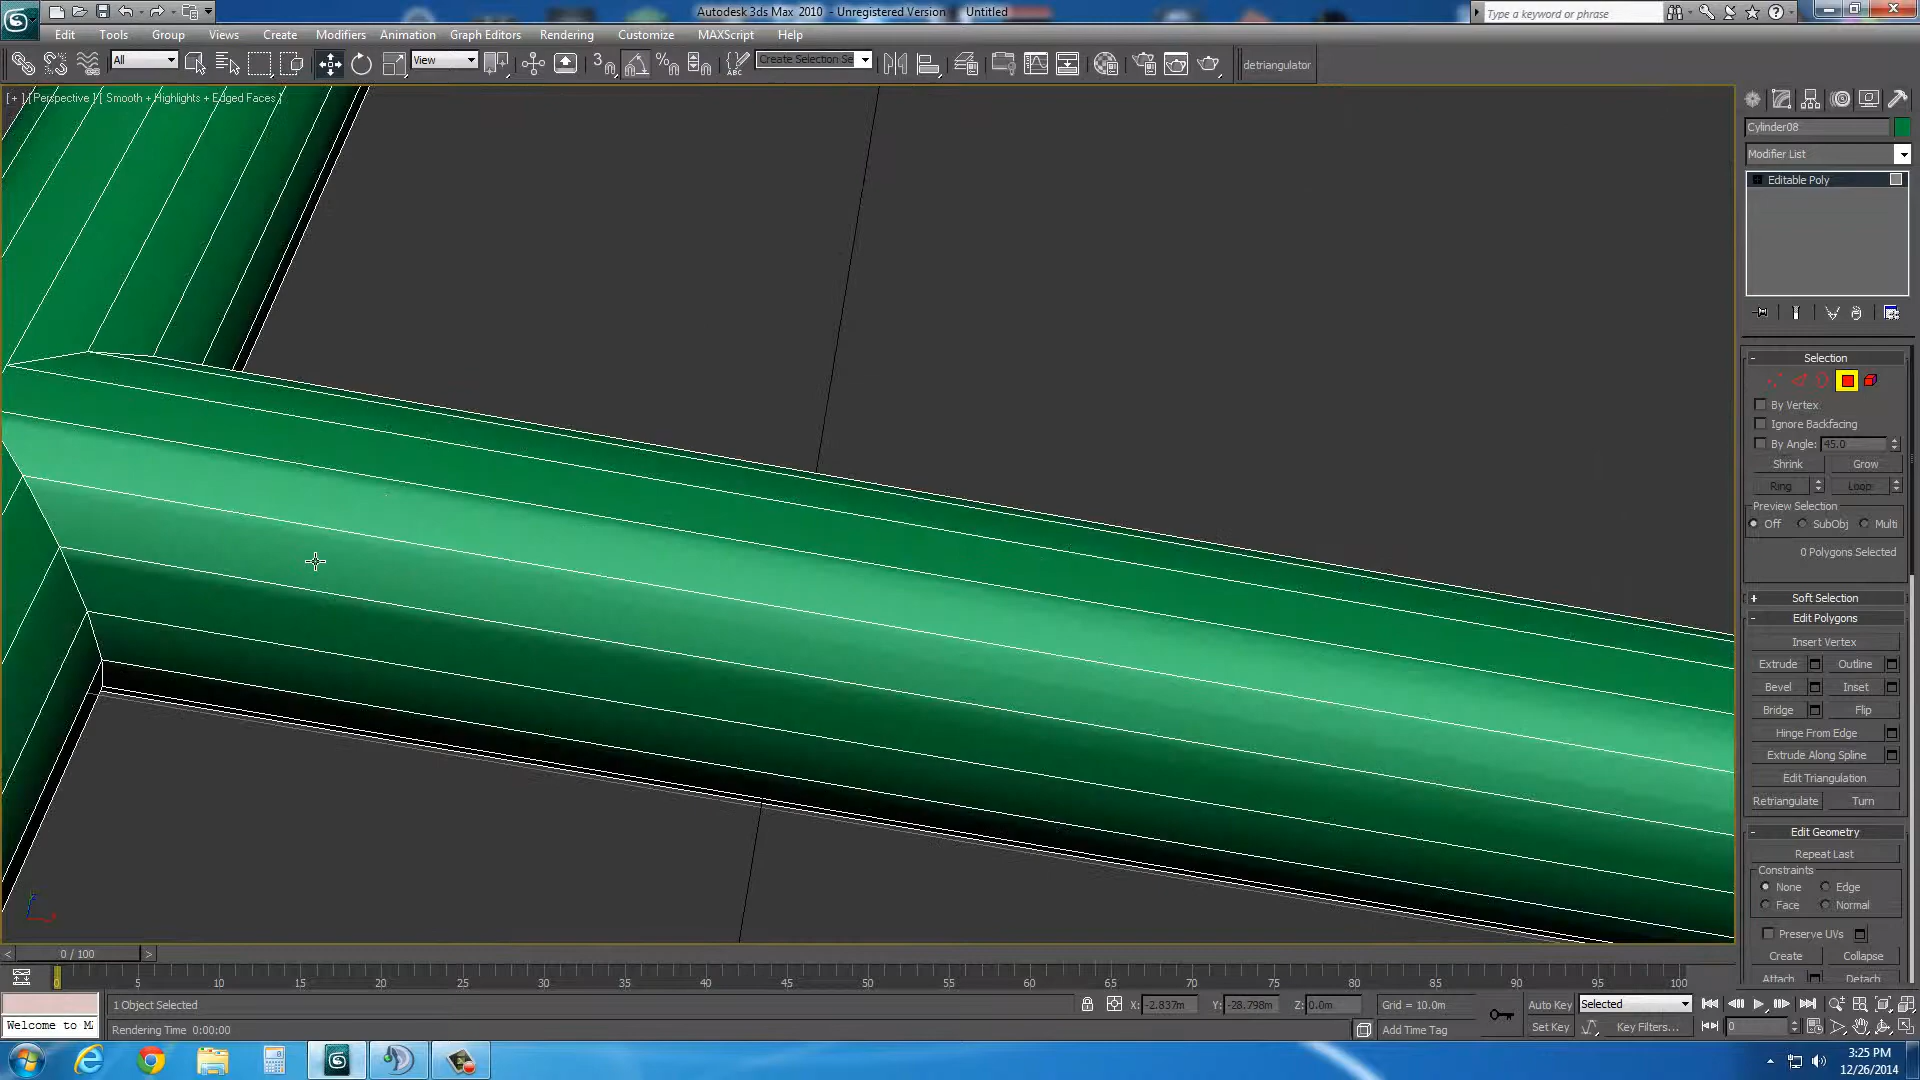 Autodesk 3ds Max 2010 - Unregistered Version Untitled
Type a keyword or phrase
Edit Tools Group Views Create Modifiers Animation Graph Editors Rendering Customize MAXScript Help
All View Create Selection Se detriangulator
[ + ] [ Perspective ] [ Smooth + Highlights + Edged Faces ]
Cylinder08
Modifier List
Editable Poly
- Selection
By Vertex
Ignore Backfacing
By Angle: 45.0
Shrink Grow
Ring Loop
Preview Selection
Off SubObj Multi
0 Polygons Selected
+ Soft Selection
- Edit Polygons
Insert Vertex
Extrude Outline
Bevel Inset
Bridge Flip
Hinge From Edge
Extrude Along Spline
Edit Triangulation
Retriangulate Turn
- Edit Geometry
Repeat Last
Constraints
None Edge
Face Normal
Preserve UVs
Create Collapse
Attach Detach
< 0 / 100 >
5 10 15 20 25 30 35 40 45 50 55 60 65 70 75 80 85 90 95 100
1 Object Selected X: -2.837m Y: -28.798m Z: 0.0m Grid = 10.0m Auto Key Selected
Welcome to M Rendering Time 0:00:00 Add Time Tag Set Key Key Filters... 0
3:25 PM
12/26/2014